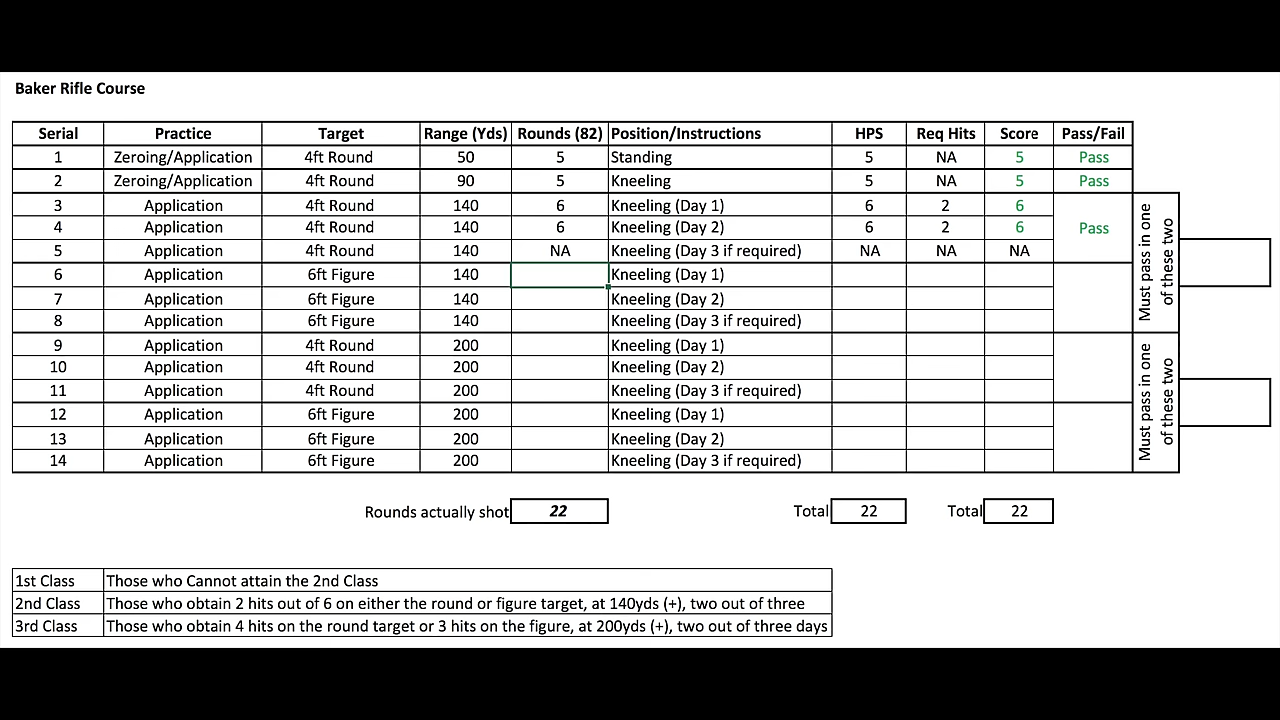 Baker Rifle Course
Serial Practice Target Range (Yds) Rounds (82) Position/Instructions HPS Req Hits Score Pass/Fail
1 Zeroing/Application 4ft Round 50 5 Standing 5 NA 5 Pass
2 Zeroing/Application 4ft Round 90 5 Kneeling 5 NA 5 Pass
3 Application 4ft Round 140 6 Kneeling (Day 1) 6 2 6
4 Application 4ft Round 140 6 Kneeling (Day 2) 6 2 6 Pass
5 Application 4ft Round 140 NA Kneeling (Day 3 if required) NA NA NA
6 Application 6ft Figure 140 Kneeling (Day 1)
7 Application 6ft Figure 140 Kneeling (Day 2)
8 Application 6ft Figure 140 Kneeling (Day 3 if required)
Must pass in one
of these two
9 Application 4ft Round 200 Kneeling (Day 1)
10 Application 4ft Round 200 Kneeling (Day 2)
11 Application 4ft Round 200 Kneeling (Day 3 if required)
12 Application 6ft Figure 200 Kneeling (Day 1)
13 Application 6ft Figure 200 Kneeling (Day 2)
14 Application 6ft Figure 200 Kneeling (Day 3 if required)
Must pass in one
of these two
Rounds actually shot 22 Total 22 Total 22
1st Class Those who Cannot attain the 2nd Class
2nd Class Those who obtain 2 hits out of 6 on either the round or figure target, at 140yds (+), two out of three
3rd Class Those who obtain 4 hits on the round target or 3 hits on the figure, at 200yds (+), two out of three days